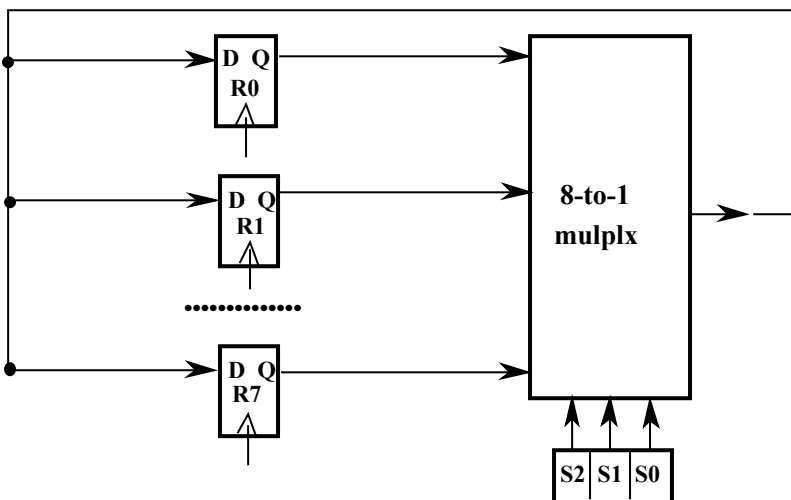 D Q
R0
D Q
R1
8-to-1
mulplx
D Q
R7
S2 S1 S0